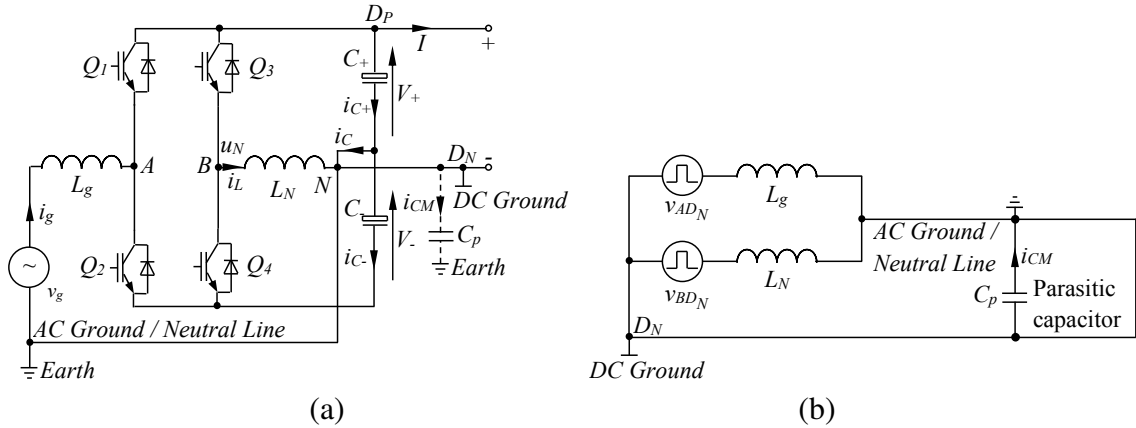 D_P
I
+
C_+
Q_1
Q_3
V_+
i_{C+}
i_C
u_N
A
B
D_N
-
L_g
i_L
L_N
N
DC Ground
i_{CM}
C_-
i_g
V_-
C_p
Q_2
Q_4
i_{C-}
Earth
~
v_g
AC Ground / Neutral Line
Earth
(a)
v_{AD_N}
L_g
AC Ground /
Neutral Line
i_{CM}
v_{BD_N}
L_N
C_p
Parasitic
capacitor
D_N
DC Ground
(b)